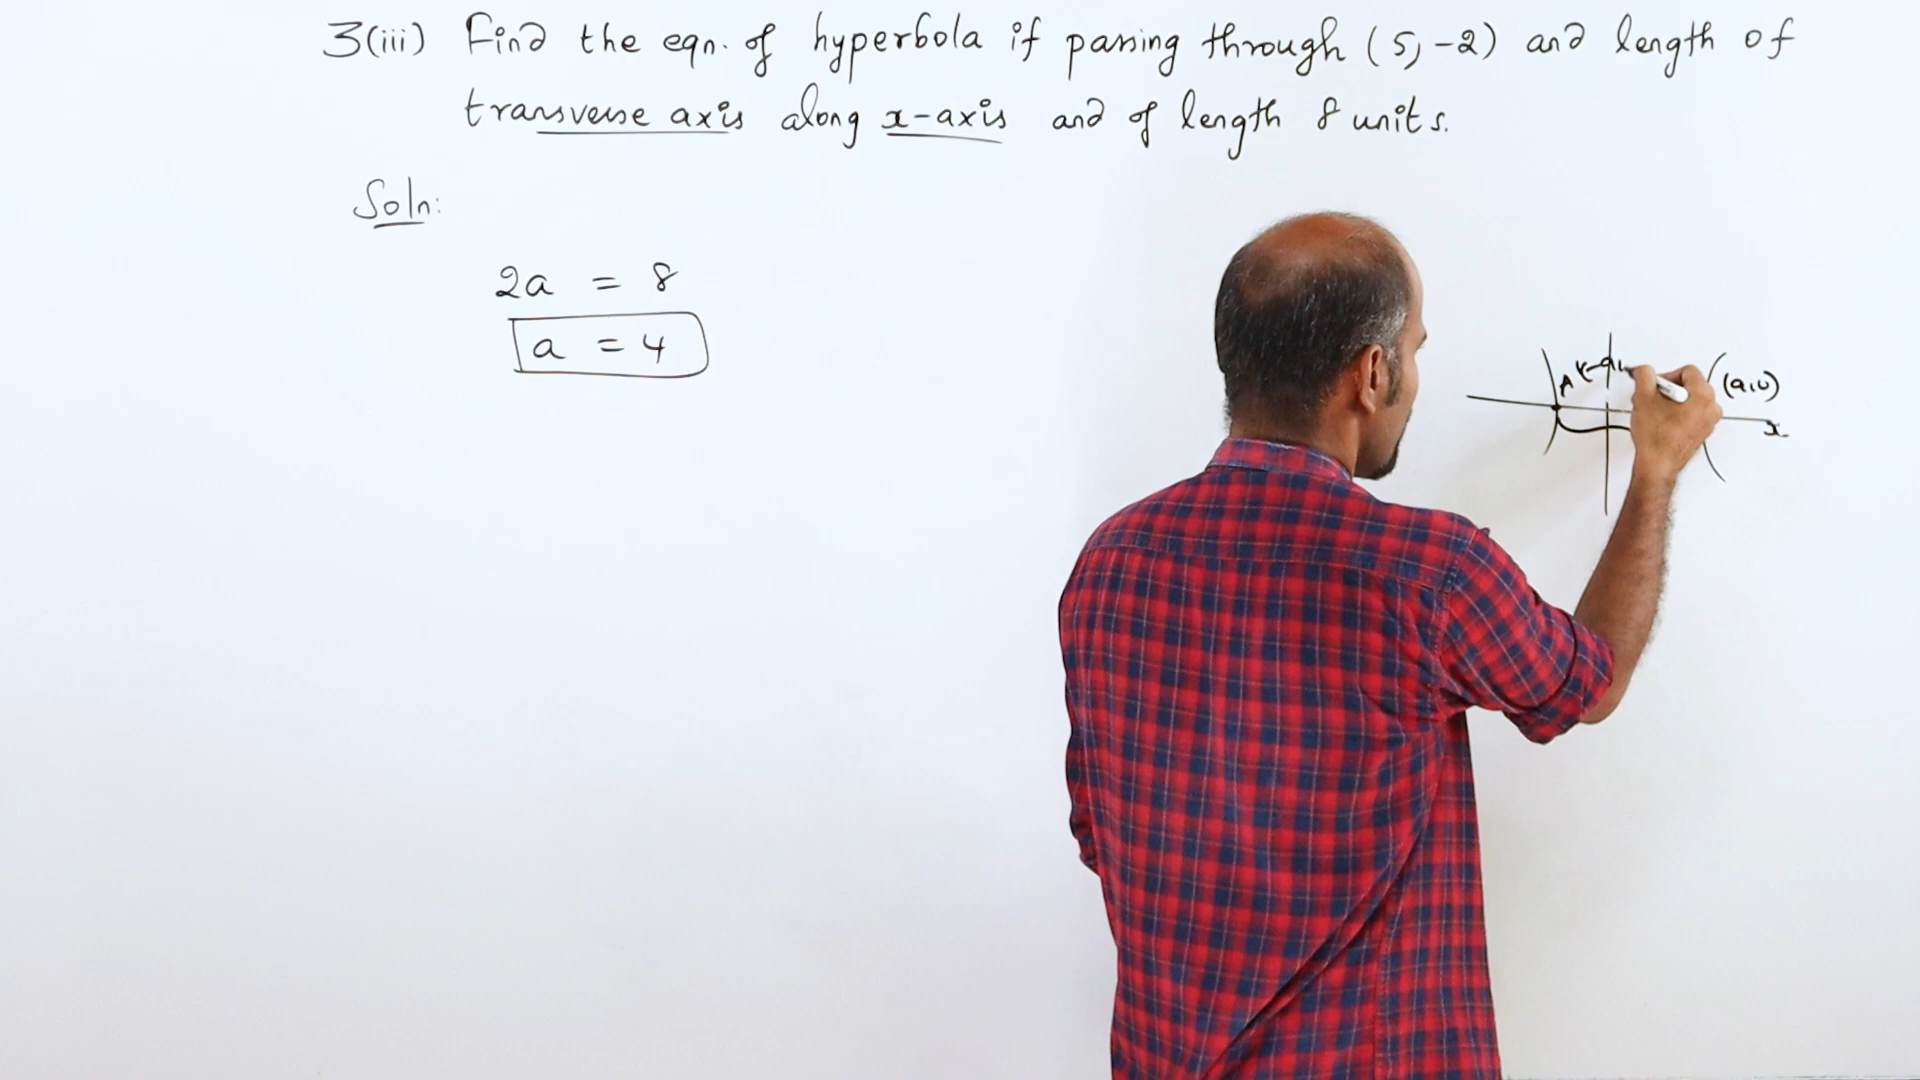 3(iii) Find the eqn. of hyperbola if passing through (5, -2) and length of
transverse axis along x-axis and of length 8 units.
Soln:
2a = 8
a = 4
A (a,0)
x